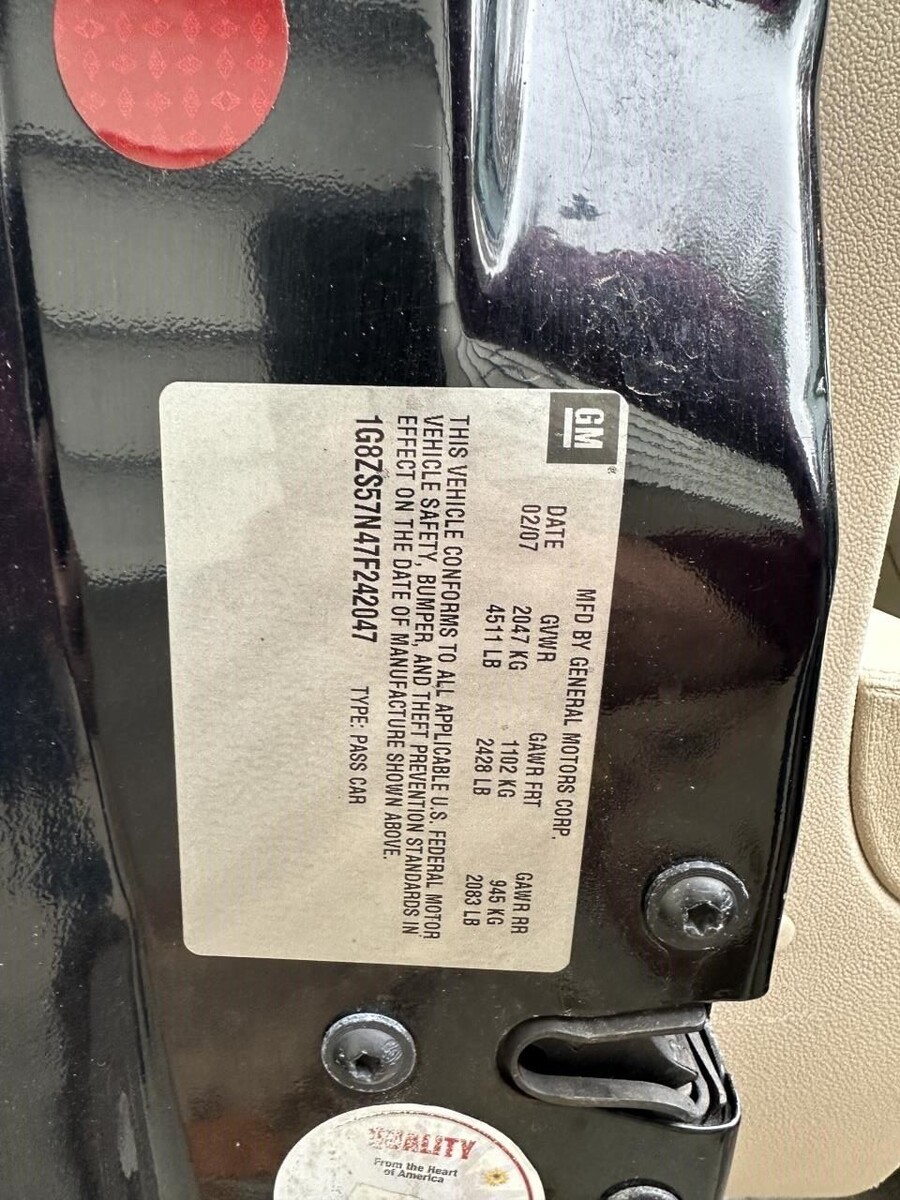 GM
MFD BY GENERAL MOTORS CORP.
DATE GVWR GAWR FRT GAWR RR
02/07 2047 KG 1102 KG 945 KG
4511 LB 2428 LB 2083 LB
THIS VEHICLE CONFORMS TO ALL APPLICABLE U.S. FEDERAL MOTOR
VEHICLE SAFETY, BUMPER, AND THEFT PREVENTION STANDARDS IN
EFFECT ON THE DATE OF MANUFACTURE SHOWN ABOVE.
1G8ZS57N47F242047 TYPE: PASS CAR
QUALITY
From the Heart
of America